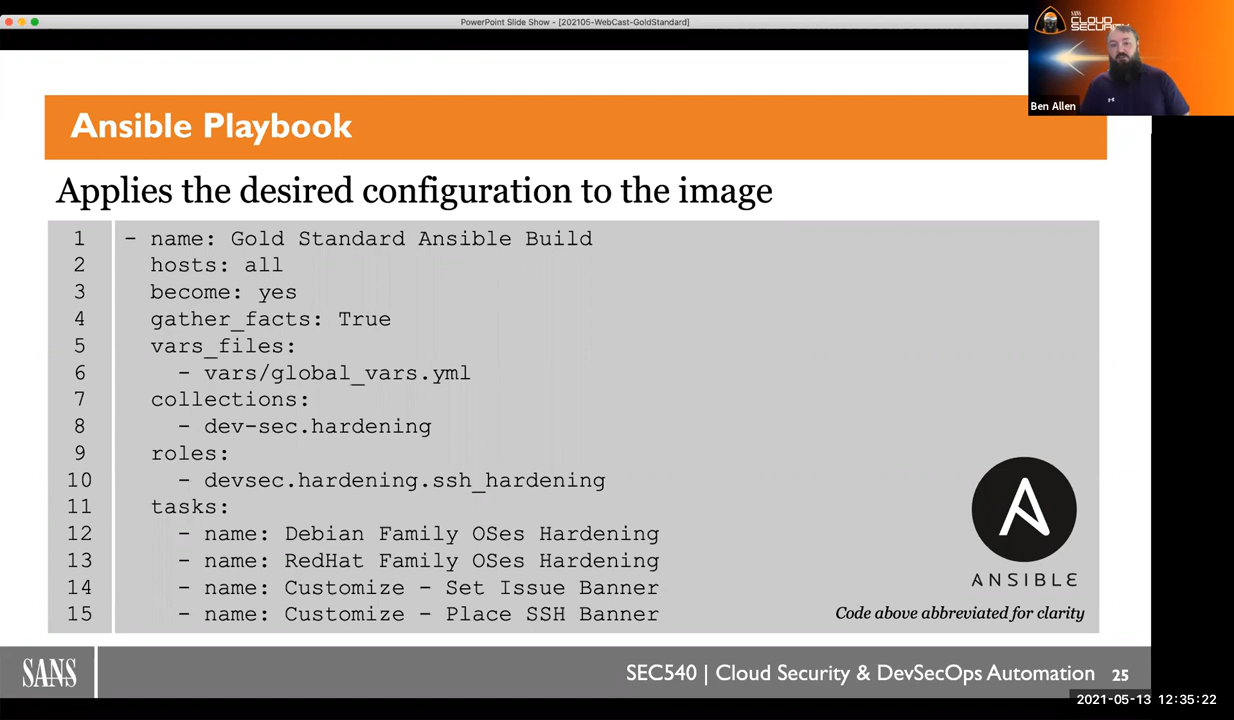 PowerPoint Slide Show - [202105-WebCast-GoldStandard]
SANS
CLOUD
SECURITY
Ben Allen
Ansible Playbook
Applies the desired configuration to the image
1 - name: Gold Standard Ansible Build
2 hosts: all
3 become: yes
4 gather_facts: True
5 vars_files:
6 - vars/global_vars.yml
7 collections:
8 - dev-sec.hardening
9 roles:
10 - devsec.hardening.ssh_hardening
11 tasks:
12 - name: Debian Family OSes Hardening
13 - name: RedHat Family OSes Hardening
14 - name: Customize - Set Issue Banner
15 - name: Customize - Place SSH Banner
ANSIBLE
Code above abbreviated for clarity
SANS
SEC540 | Cloud Security & DevSecOps Automation 25
2021-05-13 12:35:22